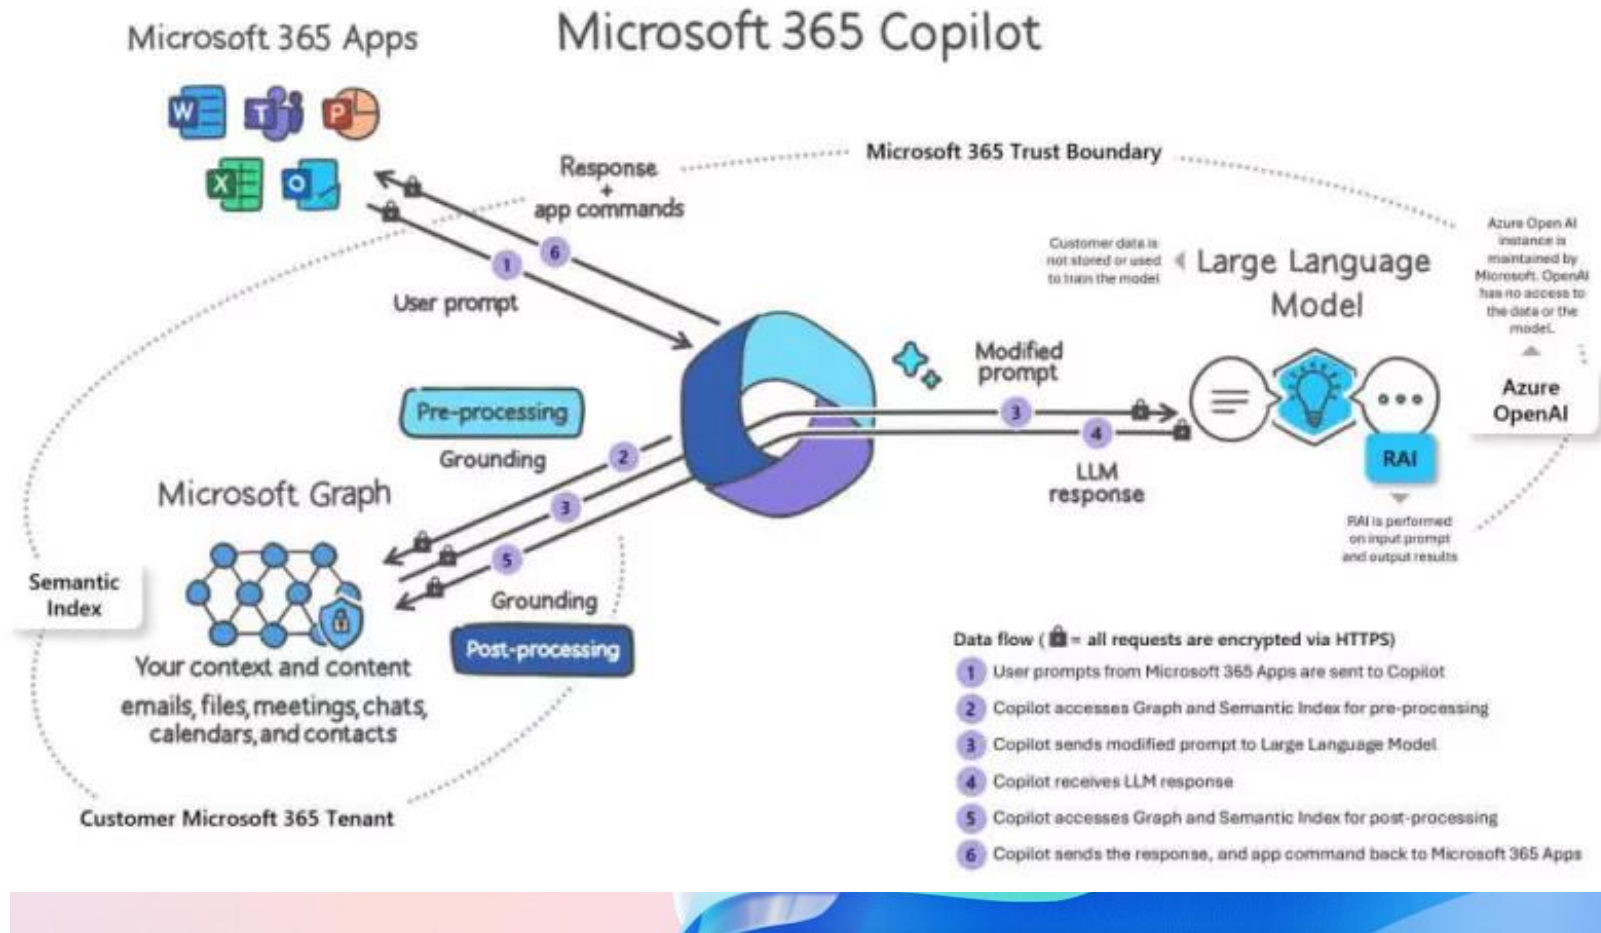 Microsoft 365 Apps
Microsoft 365 Copilot
W
T
P
X
O
Response
+
app commands
Microsoft 365 Trust Boundary
6
1
User prompt
Customer data is
not stored or used
to train the model
Large Language
Model
Azure Open AI
instance is
maintained by
Microsoft. OpenAI
has no access to
the data or the
model.
Azure
OpenAI
Modified
prompt
3
4
LLM
response
RAI
RAI is performed
on input prompt
and output results
Pre-processing
Grounding
2
3
5
Microsoft Graph
Grounding
Post-processing
Semantic
Index
Your context and content
emails, files, meetings, chats,
calendars, and contacts
Customer Microsoft 365 Tenant
Data flow ( = all requests are encrypted via HTTPS)
1 User prompts from Microsoft 365 Apps are sent to Copilot
2 Copilot accesses Graph and Semantic Index for pre-processing
3 Copilot sends modified prompt to Large Language Model
4 Copilot receives LLM response
5 Copilot accesses Graph and Semantic Index for post-processing
6 Copilot sends the response, and app command back to Microsoft 365 Apps